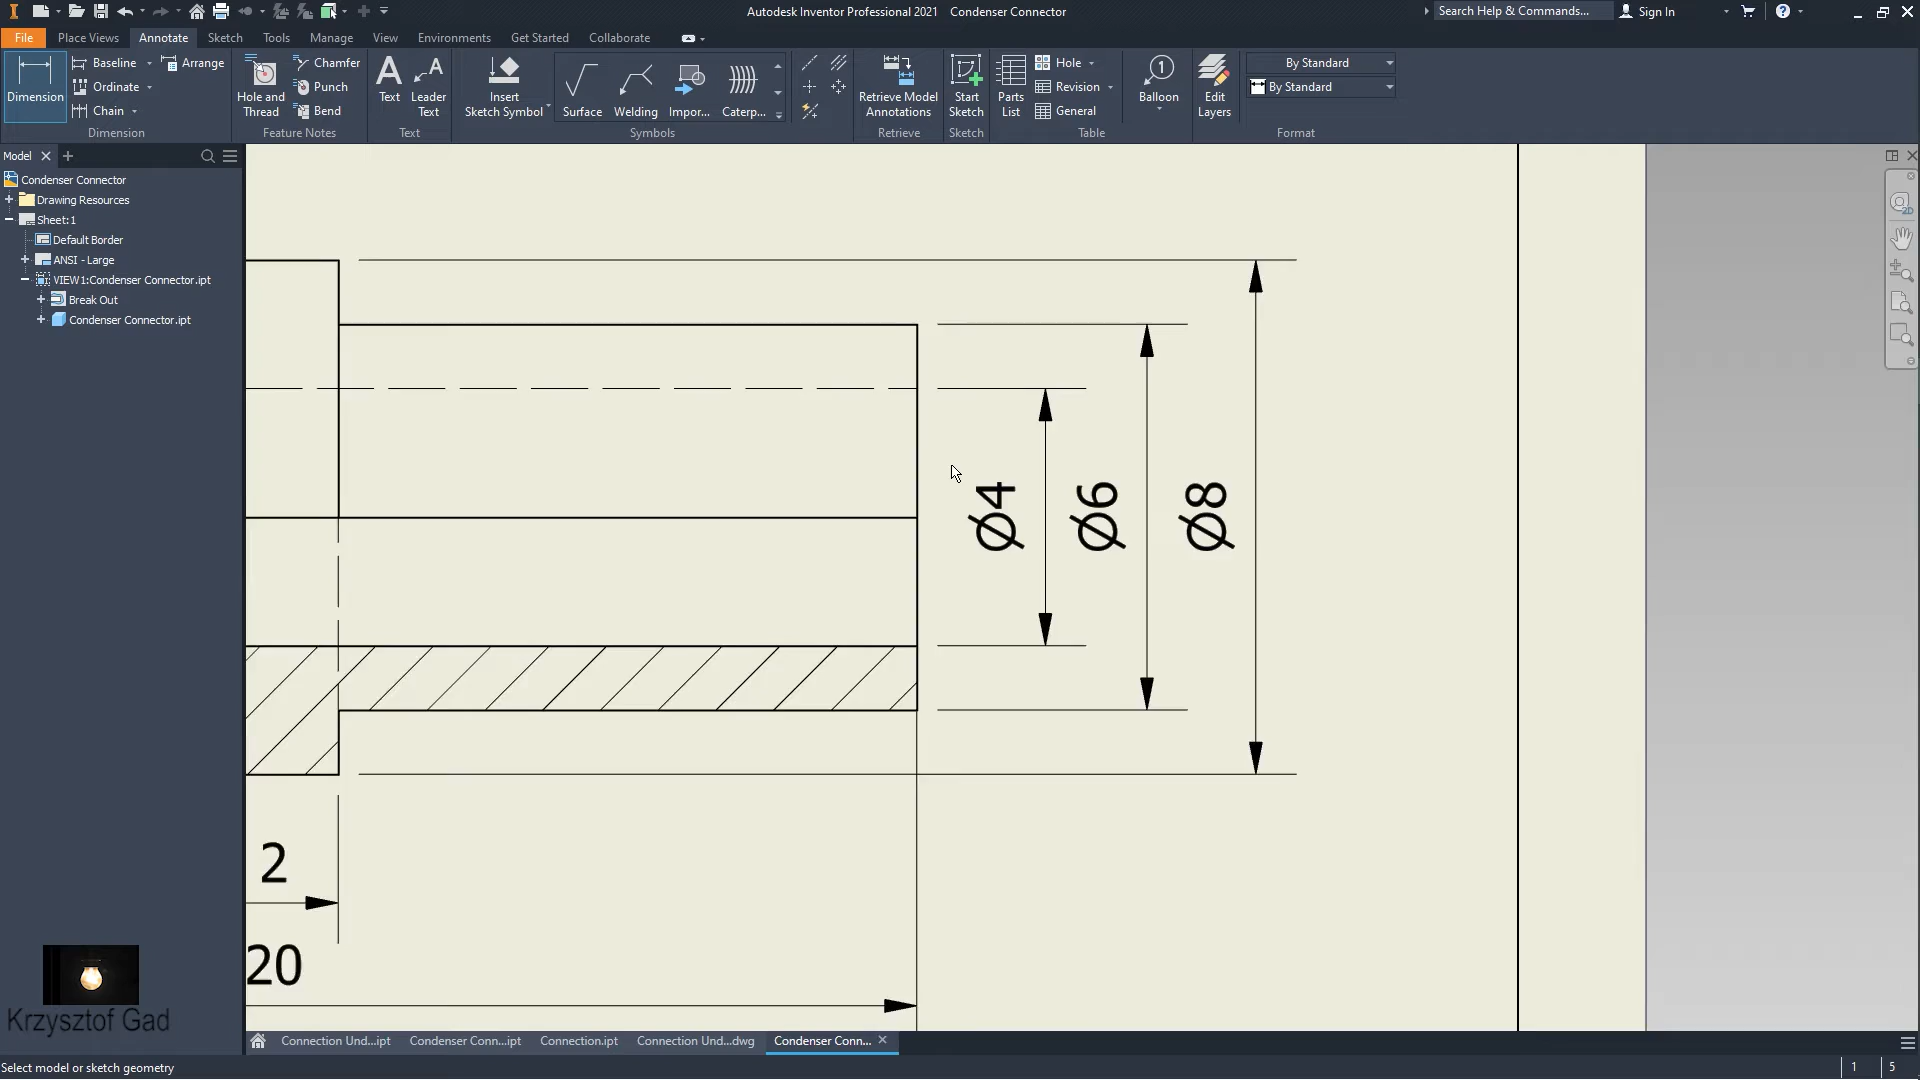 Autodesk Inventor Professional 2021 Condenser Connector
Search Help & Commands...
Sign In
File
Place Views
Annotate
Sketch
Tools
Manage
View
Environments
Get Started
Collaborate
Dimension
Baseline
Ordinate
Chain
Arrange
Dimension
Hole and Thread
Chamfer
Punch
Bend
Feature Notes
Text
Leader Text
Text
Insert Sketch Symbol
Surface
Welding
Impor...
Caterp...
Symbols
Retrieve Model Annotations
Retrieve
Start Sketch
Sketch
Parts List
Hole
Revision
General
Table
1
Balloon
Edit Layers
By Standard
By Standard
Format
Model
Condenser Connector
Drawing Resources
Sheet:1
Default Border
ANSI - Large
VIEW1:Condenser Connector.ipt
Break Out
Condenser Connector.ipt
2D
Ø4
Ø6
Ø8
2
20
Krzysztof Gad
Connection Und...ipt
Condenser Conn...ipt
Connection.ipt
Connection Und...dwg
Condenser Conn...
Select model or sketch geometry
1
5